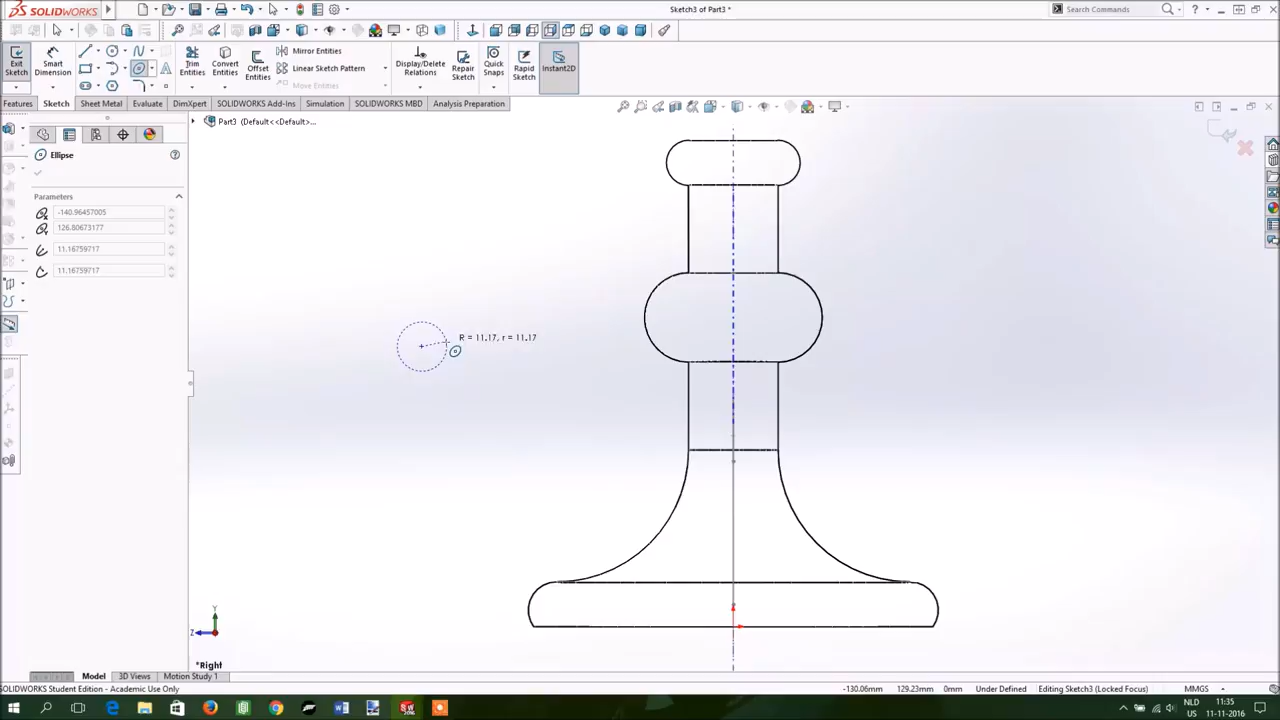 SOLIDWORKS
Sketch3 of Part3 *
Search Commands
Exit Sketch
Smart Dimension
Trim Entities
Convert Entities
Offset Entities
Mirror Entities
Linear Sketch Pattern
Move Entities
Display/Delete Relations
Repair Sketch
Quick Snaps
Rapid Sketch
Instant2D
Features
Sketch
Sheet Metal
Evaluate
DimXpert
SOLIDWORKS Add-Ins
Simulation
SOLIDWORKS MBD
Analysis Preparation
Part3 (Default<<Default>...
Ellipse
Parameters
-140.96457005
126.80673177
11.16759717
11.16759717
R = 11.17, r = 11.17
Y
Z
*Right
Model
3D Views
Motion Study 1
SOLIDWORKS Student Edition - Academic Use Only
-130.06mm
129.23mm
0mm
Under Defined
Editing Sketch3 (Locked Focus)
MMGS
NLD
US
11:35
11-11-2016